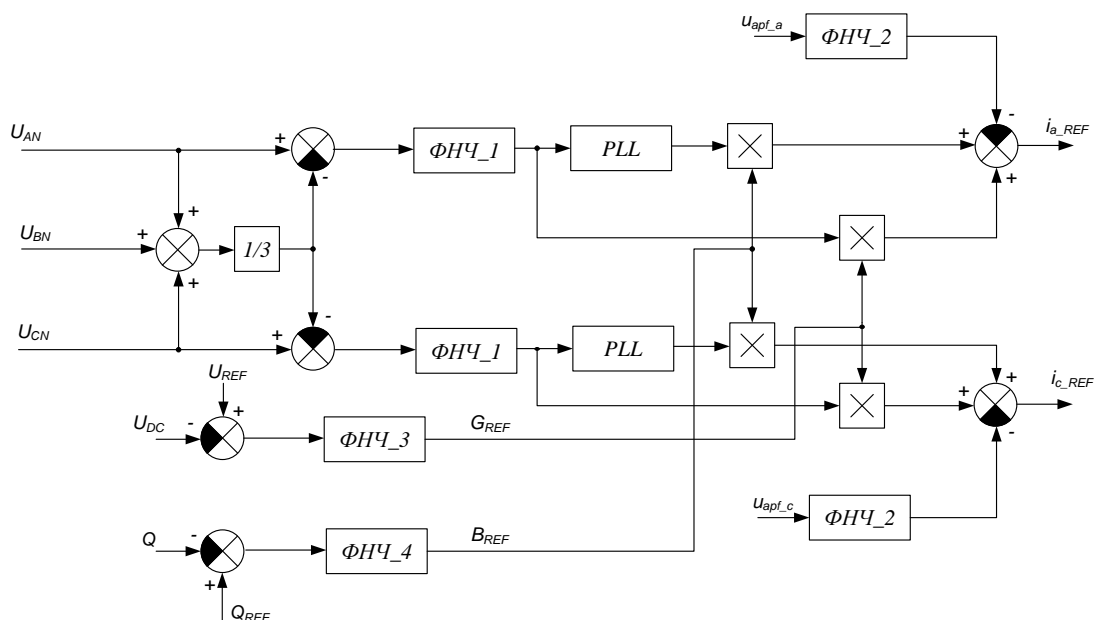 u_apf_a
ФНЧ_2
-
U_AN
+
-
ФНЧ_1
PLL
+
+
i_a_REF
+
U_BN
+
+
1/3
U_CN
+
-
ФНЧ_1
PLL
+
+
-
i_c_REF
U_REF
+
U_DC
-
ФНЧ_3
G_REF
u_apf_c
ФНЧ_2
Q
-
+
ФНЧ_4
B_REF
Q_REF